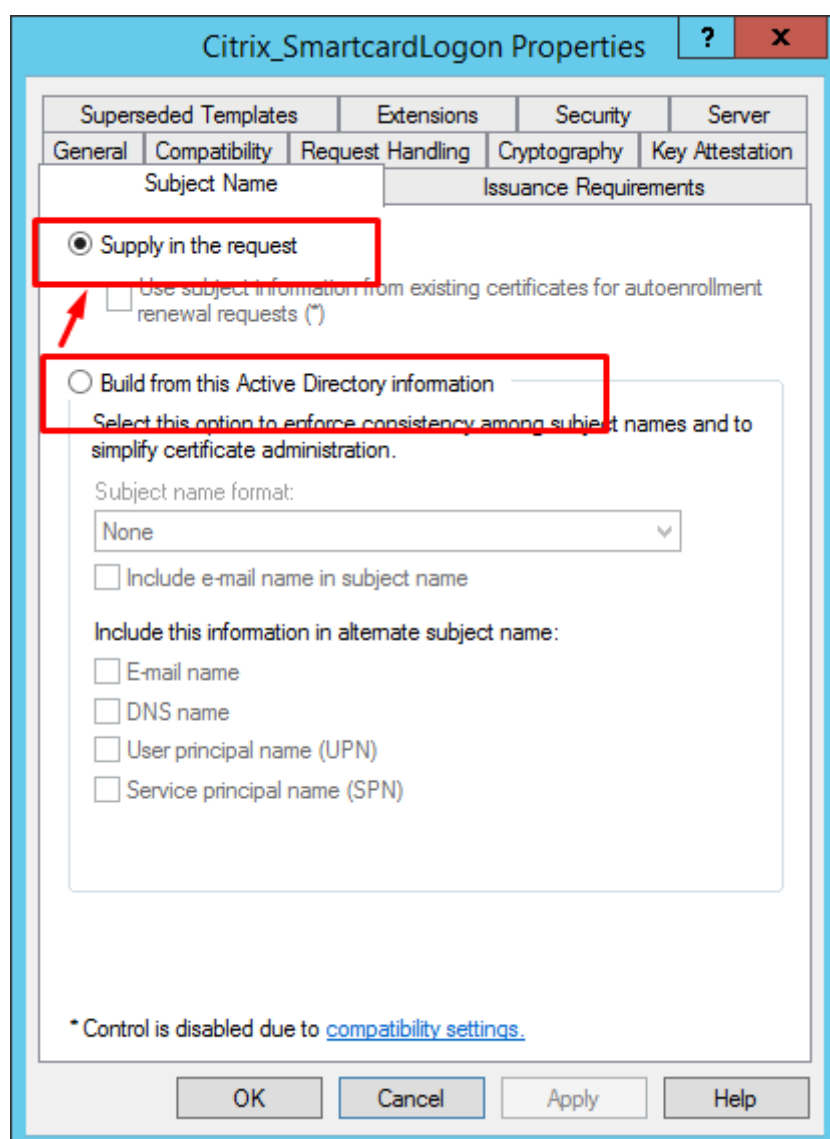 Citrix_SmartcardLogon Properties
?
x
Superseded Templates
Extensions
Security
Server
General
Compatibility
Request Handling
Cryptography
Key Attestation
Subject Name
Issuance Requirements
Supply in the request
Use subject information from existing certificates for autoenrollment
renewal requests (*)
Build from this Active Directory information
Select this option to enforce consistency among subject names and to
simplify certificate administration.
Subject name format:
None
Include e-mail name in subject name
Include this information in alternate subject name:
E-mail name
DNS name
User principal name (UPN)
Service principal name (SPN)
* Control is disabled due to compatibility settings.
OK
Cancel
Apply
Help